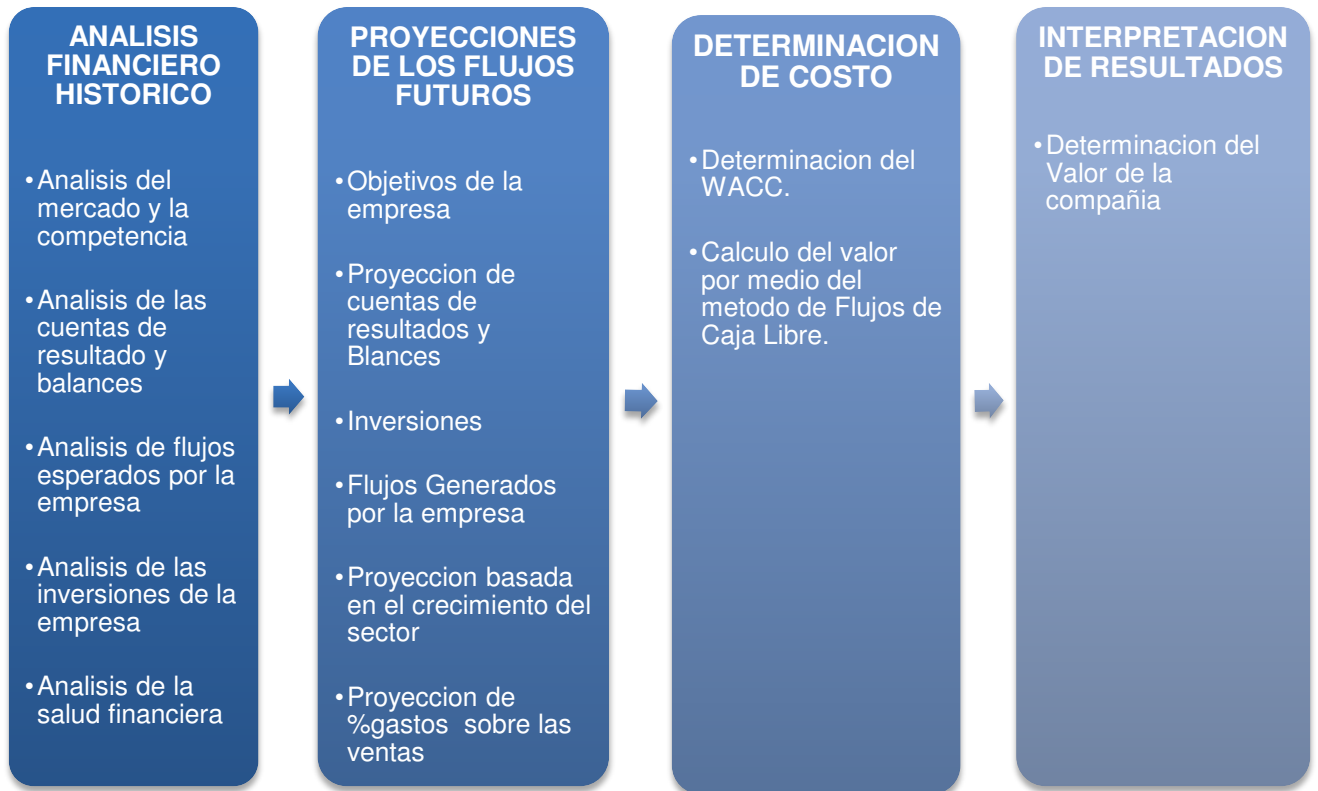 ANALISIS
FINANCIERO
HISTORICO
•Analisis del
mercado y la
competencia
•Analisis de las
cuentas de
resultado y
balances
•Analisis de flujos
esperados por la
empresa
•Analisis de las
inversiones de la
empresa
•Analisis de la
salud financiera
PROYECCIONES
DE LOS FLUJOS
FUTUROS
•Objetivos de la
empresa
•Proyeccion de
cuentas de
resultados y
Blances
•Inversiones
•Flujos Generados
por la empresa
•Proyeccion basada
en el crecimiento del
sector
•Proyeccion de
%gastos sobre las
ventas
DETERMINACION
DE COSTO
•Determinacion del
WACC.
•Calculo del valor
por medio del
metodo de Flujos de
Caja Libre.
INTERPRETACION
DE RESULTADOS
•Determinacion del
Valor de la
compañia